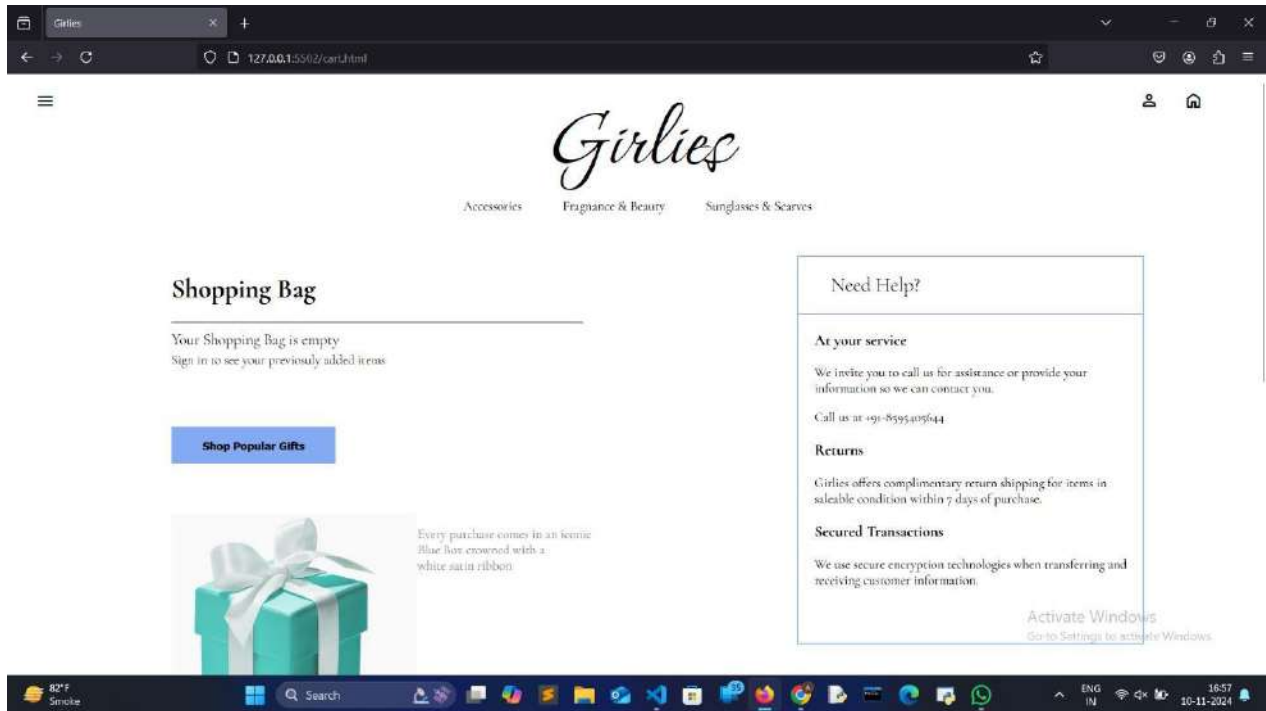 Girlies
127.0.0.1:5502/cart.html
Girlies
Accessories Fragnance & Beauty Sunglasses & Scarves
Shopping Bag
Your Shopping Bag is empty
Sign in to see your previosuly added items
Shop Popular Gifts
Every purchase comes in an iconic
Blue Box crowned with a
white satin ribbon
Need Help?
At your service
We invite you to call us for assistance or provide your
information so we can contact you.
Call us at +91-8595405644
Returns
Girlies offers complimentary return shipping for items in
saleable condition within 7 days of purchase.
Secured Transactions
We use secure encryption technologies when transferring and
receiving customer information.
Activate Windows
Go to Settings to activate Windows.
82°F
Smoke
Search
ENG
IN
16:57
10-11-2024